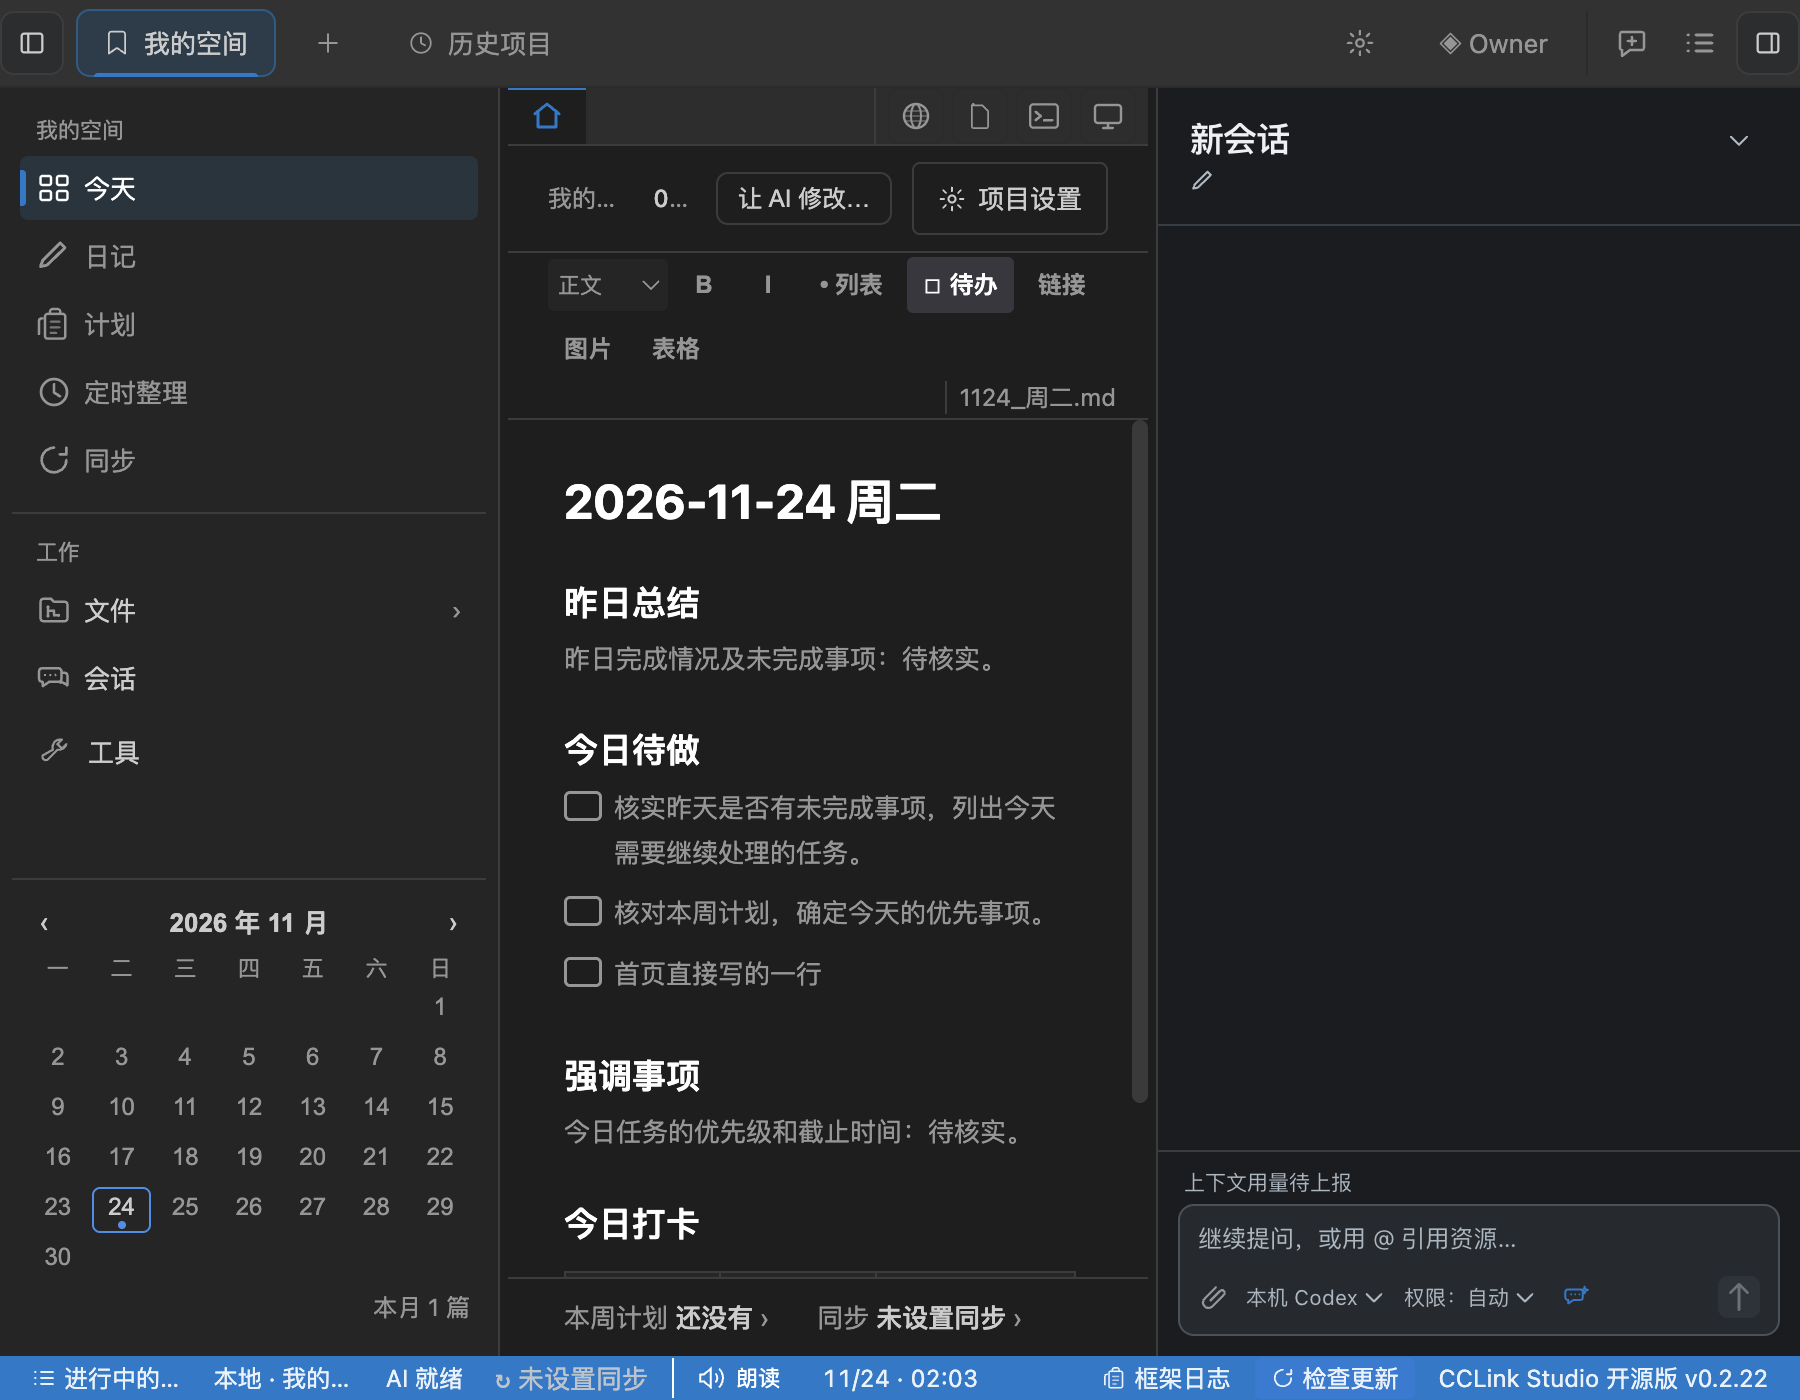 我的空间
历史项目
Owner
我的空间
今天
日记
计划
定时整理
同步
工作
文件
会话
工具
2026 年 11 月
一 二 三 四 五 六 日
1
2 3 4 5 6 7 8
9 10 11 12 13 14 15
16 17 18 19 20 21 22
23 24 25 26 27 28 29
30
本月 1 篇
我的... 0... 让 AI 修改... 项目设置
正文 B I • 列表 待办 链接
图片 表格
1124_周二.md
2026-11-24 周二
昨日总结
昨日完成情况及未完成事项：待核实。
今日待做
核实昨天是否有未完成事项，列出今天
需要继续处理的任务。
核对本周计划，确定今天的优先事项。
首页直接写的一行
强调事项
今日任务的优先级和截止时间：待核实。
今日打卡
本周计划 还没有 › 同步 未设置同步 ›
新会话
上下文用量待上报
继续提问，或用 @ 引用资源...
本机 Codex 权限：自动
进行中的... 本地 · 我的... AI 就绪 未设置同步 朗读 11/24 · 02:03 框架日志 检查更新 CCLink Studio 开源版 v0.2.22